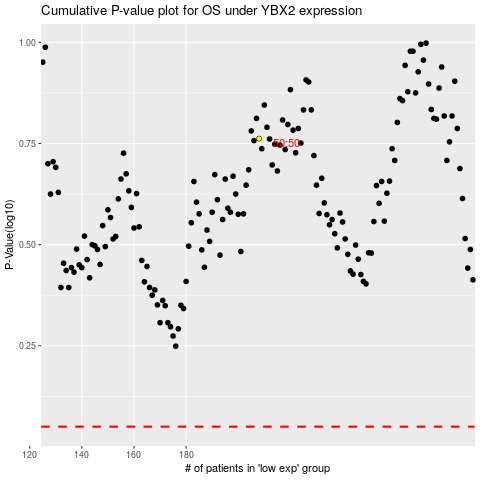 Cumulative P-value plot for OS under YBX2 expression
P-Value(log10)
1.00
0.75
0.50
0.25
50:50
120 140 160 180
# of patients in 'low exp' group